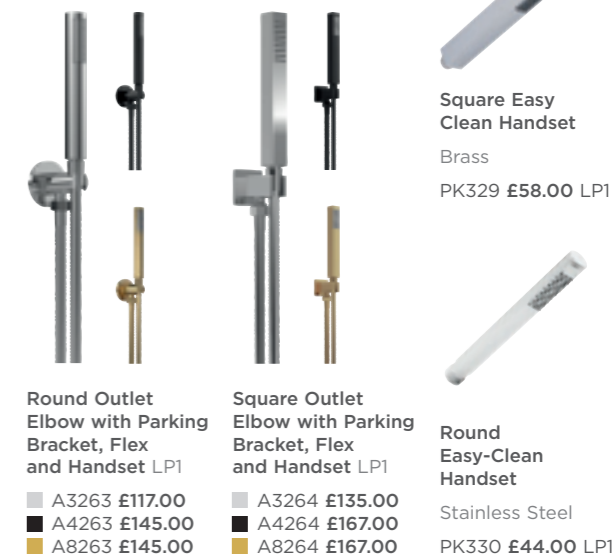 Round Outlet
Elbow with Parking
Bracket, Flex
and Handset LP1
A3263 £117.00
A4263 £145.00
A8263 £145.00
Square Outlet
Elbow with Parking
Bracket, Flex
and Handset LP1
A3264 £135.00
A4264 £167.00
A8264 £167.00
Square Easy
Clean Handset
Brass
PK329 £58.00 LP1
Round
Easy-Clean
Handset
Stainless Steel
PK330 £44.00 LP1